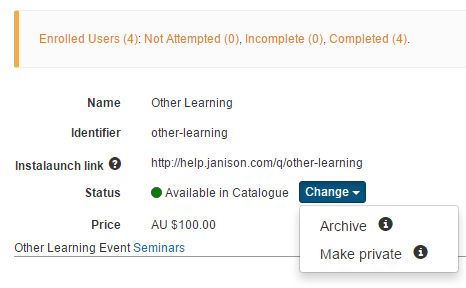 Enrolled Users (4): Not Attempted (0), Incomplete (0), Completed (4).
Name Other Learning
Identifier other-learning
Instalaunch link ? http://help.janison.com/q/other-learning
Status Available in Catalogue Change
Archive i
Make private i
Price AU $100.00
Other Learning Event Seminars